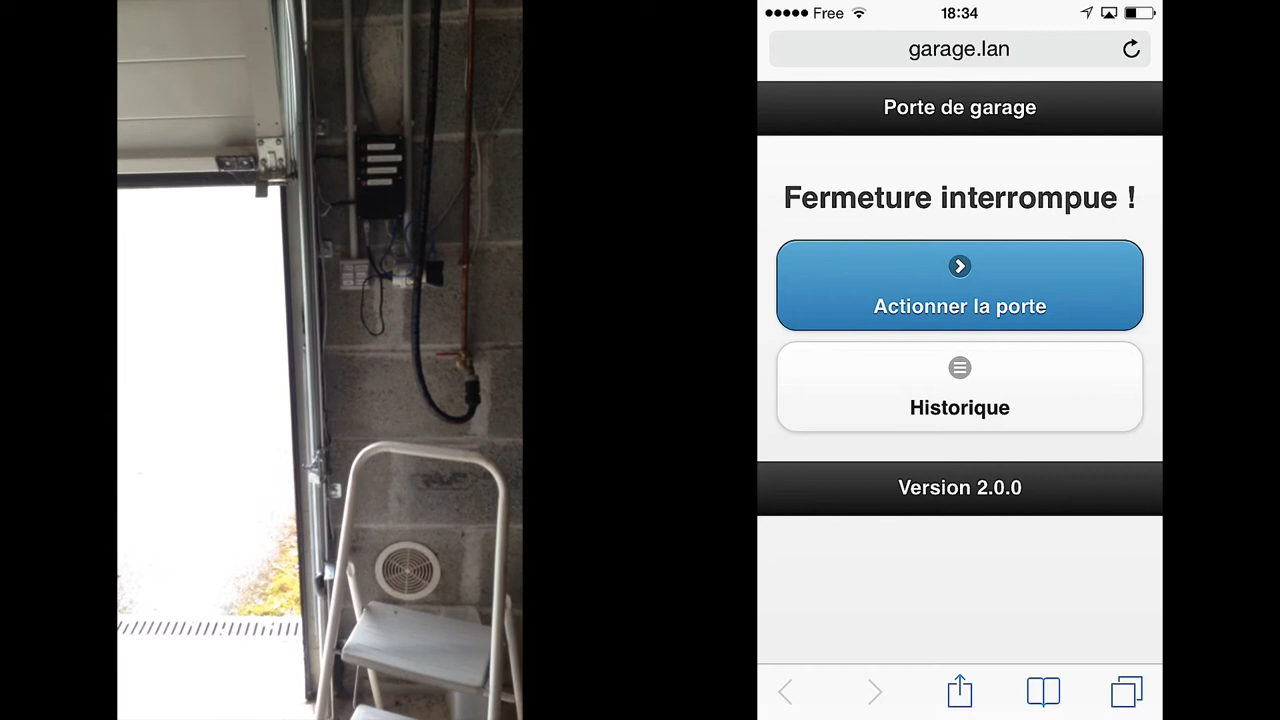 Free 18:34
garage.lan
Porte de garage
Fermeture interrompue !
Actionner la porte
Historique
Version 2.0.0